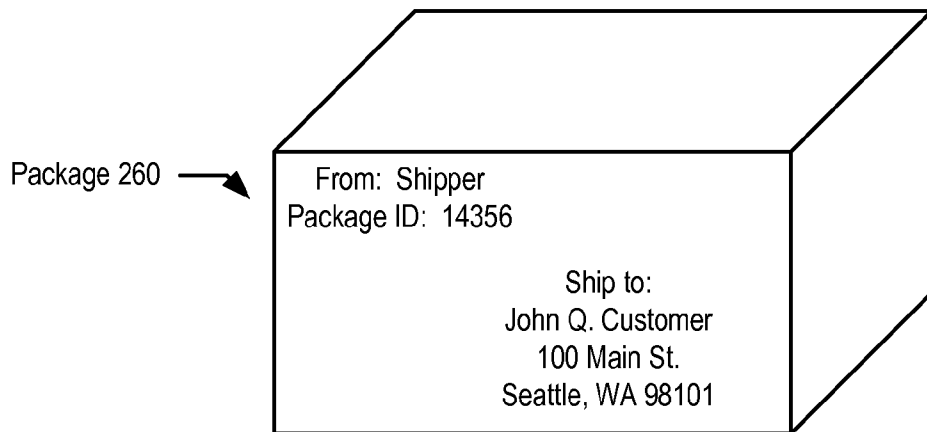 Package 260
From: Shipper
Package ID: 14356
Ship to:
John Q. Customer
100 Main St.
Seattle, WA 98101